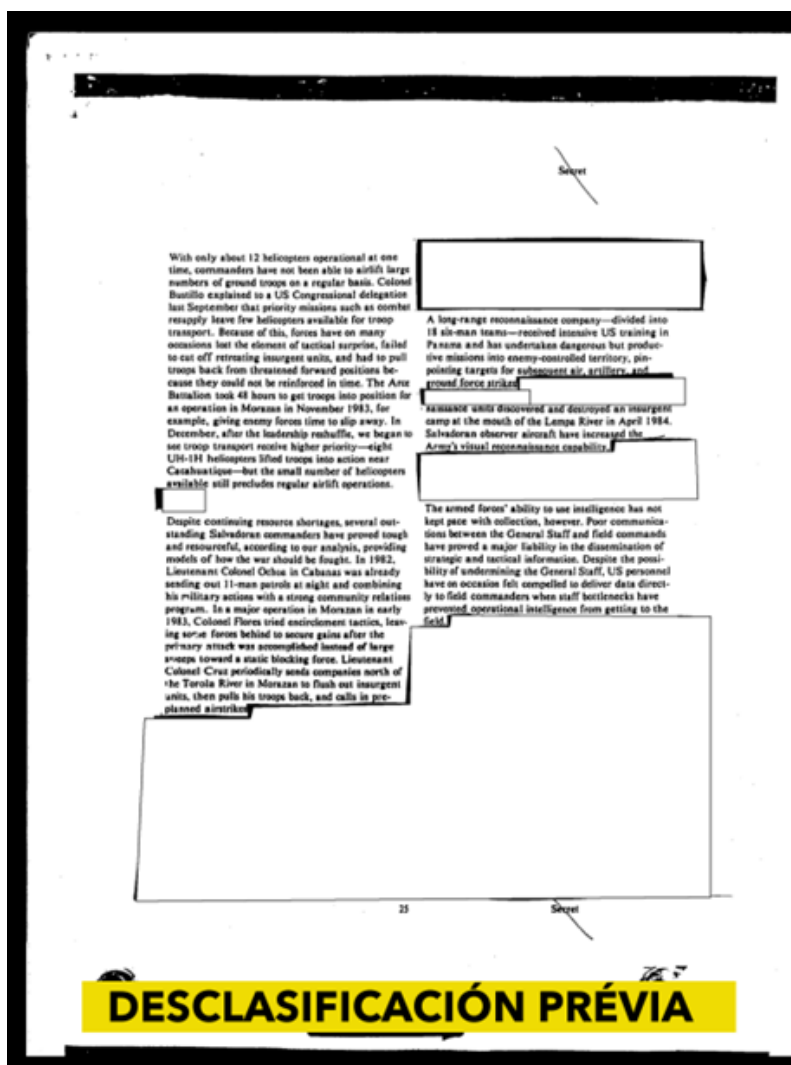 Secret
With only about 12 helicopters operational at one
time, commanders have not been able to airlift large
numbers of ground troops on a regular basis. Colonel
Bustillo explained to a US Congressional delegation
last September that priority missions such as combat
resupply leave few helicopters available for troop
transport. Because of this, forces have on many
occasions lost the element of tactical surprise, failed
to cut off retreating insurgent units, and had to pull
troops back from threatened forward positions be-
cause they could not be reinforced in time. The Arce
Battalion took 48 hours to get troops into position for
an operation in Morazan in November 1983, for
example, giving enemy forces time to slip away. In
December, after the leadership reshuffle, we began to
see troop transport receive higher priority—eight
UH-1H helicopters lifted troops into action near
Cacahuatique—but the small number of helicopters
available still precludes regular airlift operations.
Despite continuing resource shortages, several out-
standing Salvadoran commanders have proved tough
and resourceful, according to our analysis, providing
models of how the war should be fought. In 1982,
Lieutenant Colonel Ochoa in Cabanas was already
sending out 11-man patrols at night and combining
his military actions with a strong community relations
program. In a major operation in Morazan in early
1983, Colonel Flores tried encirclement tactics, leav-
ing some forces behind to secure gains after the
primary attack was accomplished instead of large
sweeps toward a static blocking force. Lieutenant
Colonel Cruz periodically sends companies north of
the Torola River in Morazan to flush out insurgent
units, then pulls his troops back, and calls in pre-
planned airstrikes
A long-range reconnaissance company—divided into
18 six-man teams—received intensive US training in
Panama and has undertaken dangerous but produc-
tive missions into enemy-controlled territory, pin-
pointing targets for subsequent air, artillery, and
ground force strikes
naissance units discovered and destroyed an insurgent
camp at the mouth of the Lempa River in April 1984.
Salvadoran observer aircraft have increased the
Army's visual reconnaissance capability.
The armed forces' ability to use intelligence has not
kept pace with collection, however. Poor communica-
tions between the General Staff and field commands
have proved a major liability in the dissemination of
strategic and tactical information. Despite the possi-
bility of undermining the General Staff, US personnel
have on occasion felt compelled to deliver data direct-
ly to field commanders when staff bottlenecks have
prevented operational intelligence from getting to the
field.
25
Secret
DESCLASIFICACIÓN PRÉVIA